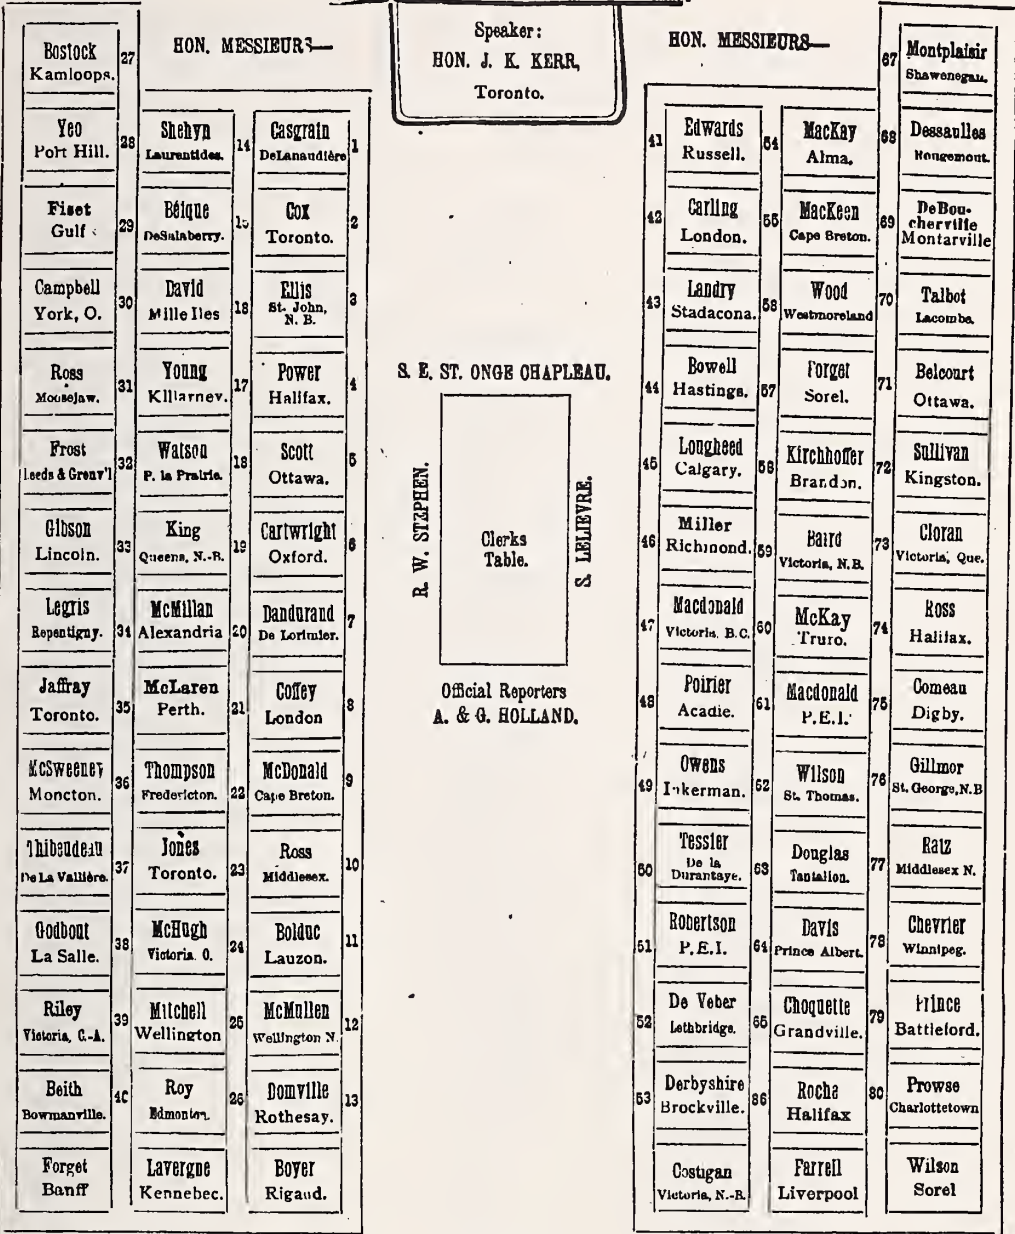 HON. MESSIEURS—
Speaker:
HON. J. K. KERR,
Toronto.
HON. MESSIEURS—
Bostock
Kamloops.
27
Yeo
Port Hill.
28
Fiset
Gulf
29
Campbell
York, O.
30
Ross
Moosejaw.
31
Frost
Leeds & Grenv'l
32
Gibson
Lincoln.
33
Legris
Repentigny.
34
Jaffray
Toronto.
35
McSweeney
Moncton.
36
Thibaudeau
De La Vallière.
37
Godbout
La Salle.
38
Riley
Victoria, C.-A.
39
Beith
Bowmanville.
40
Forget
Banff
Shehyn
Laurentides.
14
Béique
DeSalaberry.
15
David
Mille Iles
16
Young
Killarney.
17
Watson
P. la Prairie.
18
King
Queens, N.-B.
19
McMillan
Alexandria
20
McLaren
Perth.
21
Thompson
Fredericton.
22
Jones
Toronto.
23
McHugh
Victoria. O.
24
Mitchell
Wellington
25
Roy
Edmonton.
26
Lavergne
Kennebec.
Casgrain
DeLanaudière
1
Cox
Toronto.
2
Ellis
St. John,
N. B.
3
Power
Halifax.
4
Scott
Ottawa.
5
Cartwright
Oxford.
6
Dandurand
De Lorimier.
7
Coffey
London
8
McDonald
Cape Breton.
9
Ross
Middlesex.
10
Bolduc
Lauzon.
11
McMullen
Wellington N.
12
Domville
Rothesay.
13
Boyer
Rigaud.
S. E. ST. ONGE CHAPLEAU.
R. W. STEPHEN.
Clerks
Table.
S. LELIEVRE.
Official Reporters
A. & G. HOLLAND.
41
Edwards
Russell.
42
Carling
London.
43
Landry
Stadacona.
44
Bowell
Hastings.
45
Lougheed
Calgary.
46
Miller
Richmond.
47
Macdonald
Victoria, B.C.
48
Poirier
Acadie.
49
Owens
Inkerman.
50
Tessier
De la
Durantaye.
51
Robertson
P.E.I.
52
De Veber
Lethbridge.
53
Derbyshire
Brockville.
Costigan
Victoria, N.-B.
54
MacKay
Alma.
55
MacKeen
Cape Breton.
56
Wood
Westmoreland
57
Forget
Sorel.
58
Kirchhoffer
Brandon.
59
Baird
Victoria, N.B.
60
McKay
Truro.
61
Macdonald
P.E.I.
62
Wilson
St. Thomas.
63
Douglas
Tantallon.
64
Davis
Prince Albert.
65
Choquette
Grandville.
66
Roche
Halifax
Farrell
Liverpool
67
Montplaisir
Shawenegan.
68
Dessaulles
Rougemont.
69
DeBou-
cherville
Montarville
70
Talbot
Lacombe.
71
Belcourt
Ottawa.
72
Sullivan
Kingston.
73
Cloran
Victoria, Que.
74
Ross
Halifax.
75
Comeau
Digby.
76
Gillmor
St. George, N.B
77
Ratz
Middlesex N.
78
Chevrier
Winnipeg.
79
Prince
Battleford.
80
Prowse
Charlottetown
Wilson
Sorel